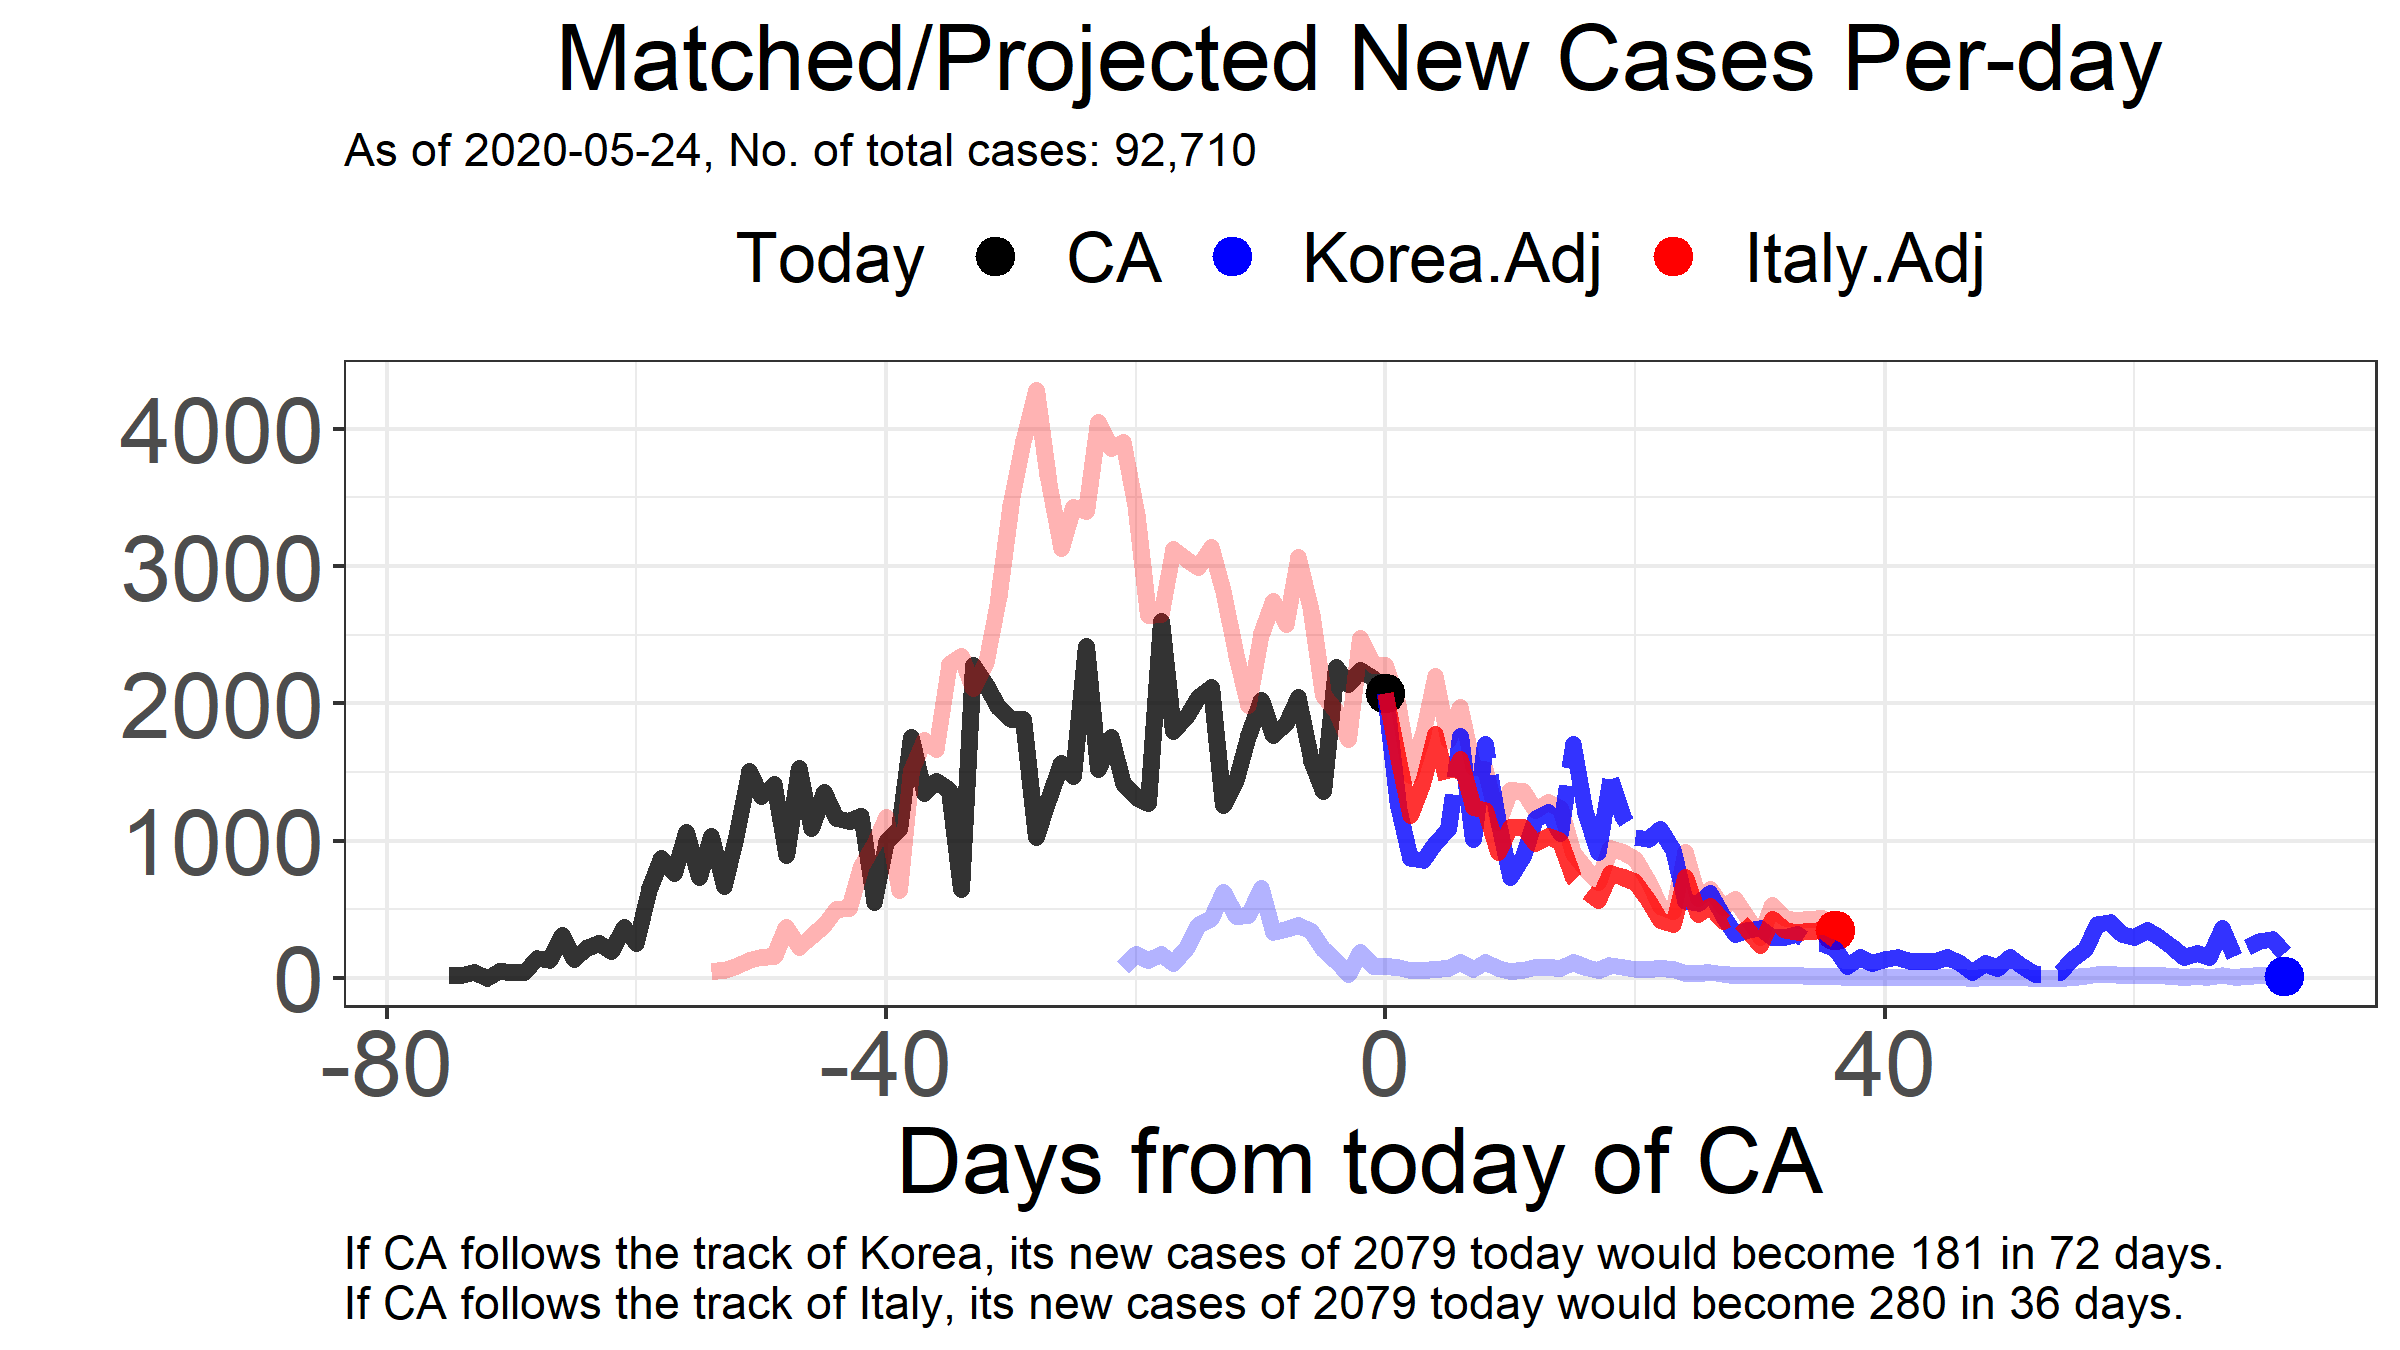 Matched/Projected New Cases Per-day
As of 2020-05-24, No. of total cases: 92,710
Today CA Korea.Adj Italy.Adj
4000
3000
2000
1000
0
-80 -40 0 40
Days from today of CA
If CA follows the track of Korea, its new cases of 2079 today would become 181 in 72 days.
If CA follows the track of Italy, its new cases of 2079 today would become 280 in 36 days.